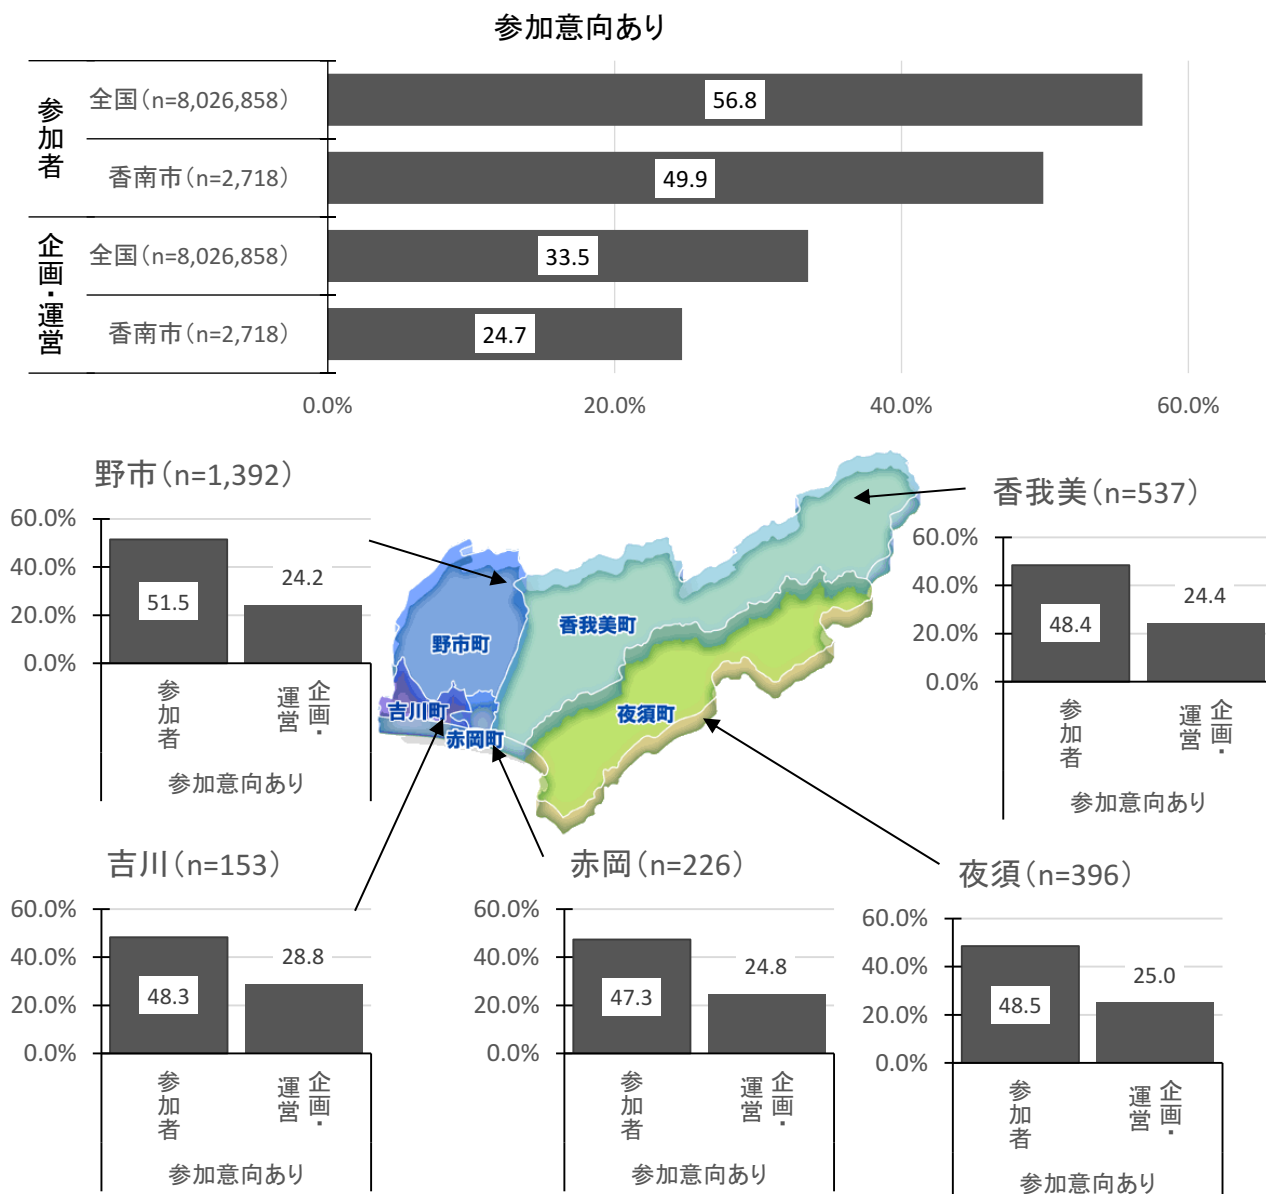 参加意向あり
参加者
全国（n=8,026,858）
56.8
香南市（n=2,718）
49.9
企画・運営
全国（n=8,026,858）
33.5
香南市（n=2,718）
24.7
0.0%
20.0%
40.0%
60.0%
野市（n=1,392）
60.0%
40.0%
20.0%
0.0%
51.5
24.2
参加者
企画・
運営
参加意向あり
香我美（n=537）
60.0%
40.0%
20.0%
0.0%
48.4
24.4
参加者
企画・
運営
参加意向あり
野市町
香我美町
吉川町
赤岡町
夜須町
吉川（n=153）
60.0%
40.0%
20.0%
0.0%
48.3
28.8
参加者
企画・
運営
参加意向あり
赤岡（n=226）
60.0%
40.0%
20.0%
0.0%
47.3
24.8
参加者
企画・
運営
参加意向あり
夜須（n=396）
60.0%
40.0%
20.0%
0.0%
48.5
25.0
参加者
企画・
運営
参加意向あり